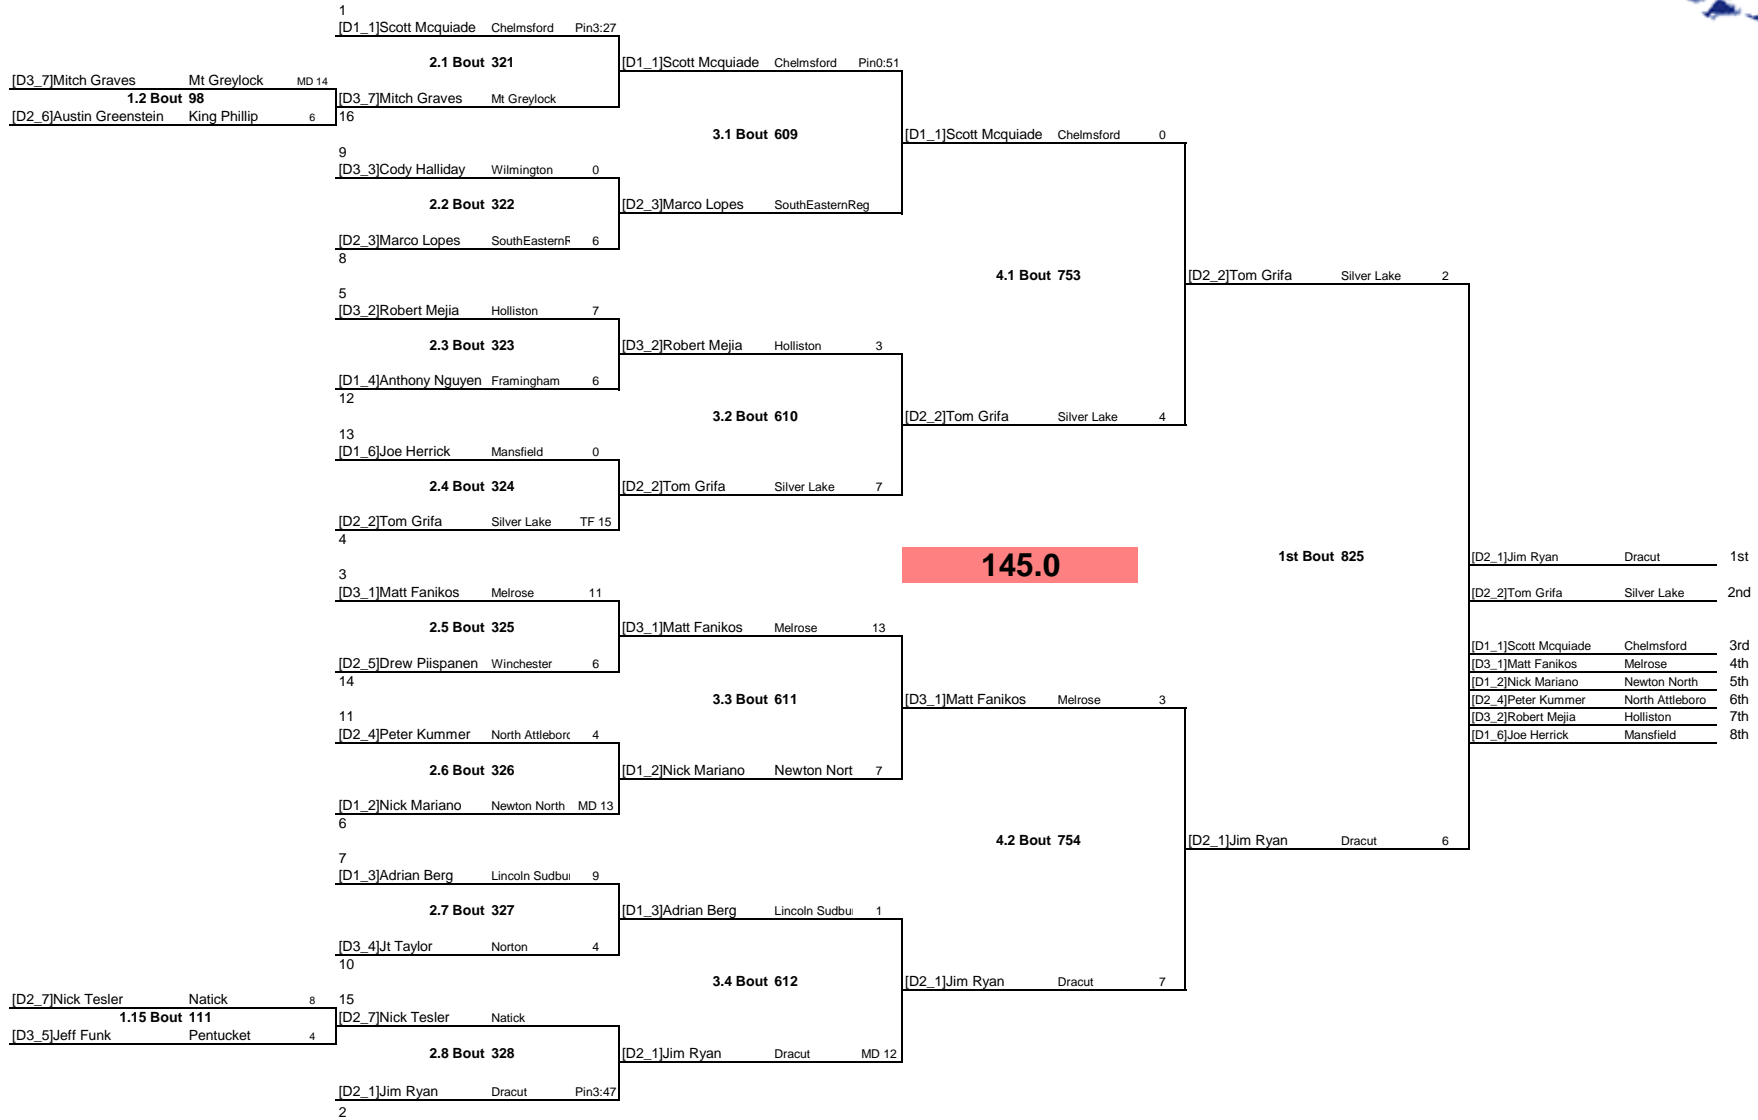 1
[D1_1]Scott Mcquiade Chelmsford Pin3:27
2.1 Bout 321
[D1_1]Scott Mcquiade Chelmsford Pin0:51
[D3_7]Mitch Graves Mt Greylock MD 14
1.2 Bout 98
[D3_7]Mitch Graves Mt Greylock
[D2_6]Austin Greenstein King Phillip 6
16
3.1 Bout 609
[D1_1]Scott Mcquiade Chelmsford 0
9
[D3_3]Cody Halliday Wilmington 0
2.2 Bout 322
[D2_3]Marco Lopes SouthEasternReg
[D2_3]Marco Lopes SouthEasternR 6
8
4.1 Bout 753
[D2_2]Tom Grifa Silver Lake 2
5
[D3_2]Robert Mejia Holliston 7
2.3 Bout 323
[D3_2]Robert Mejia Holliston 3
[D1_4]Anthony Nguyen Framingham 6
12
3.2 Bout 610
[D2_2]Tom Grifa Silver Lake 4
13
[D1_6]Joe Herrick Mansfield 0
2.4 Bout 324
[D2_2]Tom Grifa Silver Lake 7
[D2_2]Tom Grifa Silver Lake TF 15
4
145.0
1st Bout 825
[D2_1]Jim Ryan Dracut 1st
3
[D3_1]Matt Fanikos Melrose 11
[D2_2]Tom Grifa Silver Lake 2nd
2.5 Bout 325
[D3_1]Matt Fanikos Melrose 13
[D1_1]Scott Mcquiade Chelmsford 3rd
[D2_5]Drew Piispanen Winchester 6
[D3_1]Matt Fanikos Melrose 4th
14
[D1_2]Nick Mariano Newton North 5th
3.3 Bout 611
[D3_1]Matt Fanikos Melrose 3
[D2_4]Peter Kummer North Attleboro 6th
11
[D3_2]Robert Mejia Holliston 7th
[D2_4]Peter Kummer North Attleborc 4
[D1_6]Joe Herrick Mansfield 8th
2.6 Bout 326
[D1_2]Nick Mariano Newton Nort 7
[D1_2]Nick Mariano Newton North MD 13
6
4.2 Bout 754
[D2_1]Jim Ryan Dracut 6
7
[D1_3]Adrian Berg Lincoln Sudbu 9
2.7 Bout 327
[D1_3]Adrian Berg Lincoln Sudbu 1
[D3_4]Jt Taylor Norton 4
10
3.4 Bout 612
[D2_1]Jim Ryan Dracut 7
[D2_7]Nick Tesler Natick 8
15
1.15 Bout 111
[D2_7]Nick Tesler Natick
[D3_5]Jeff Funk Pentucket 4
2.8 Bout 328
[D2_1]Jim Ryan Dracut MD 12
[D2_1]Jim Ryan Dracut Pin3:47
2